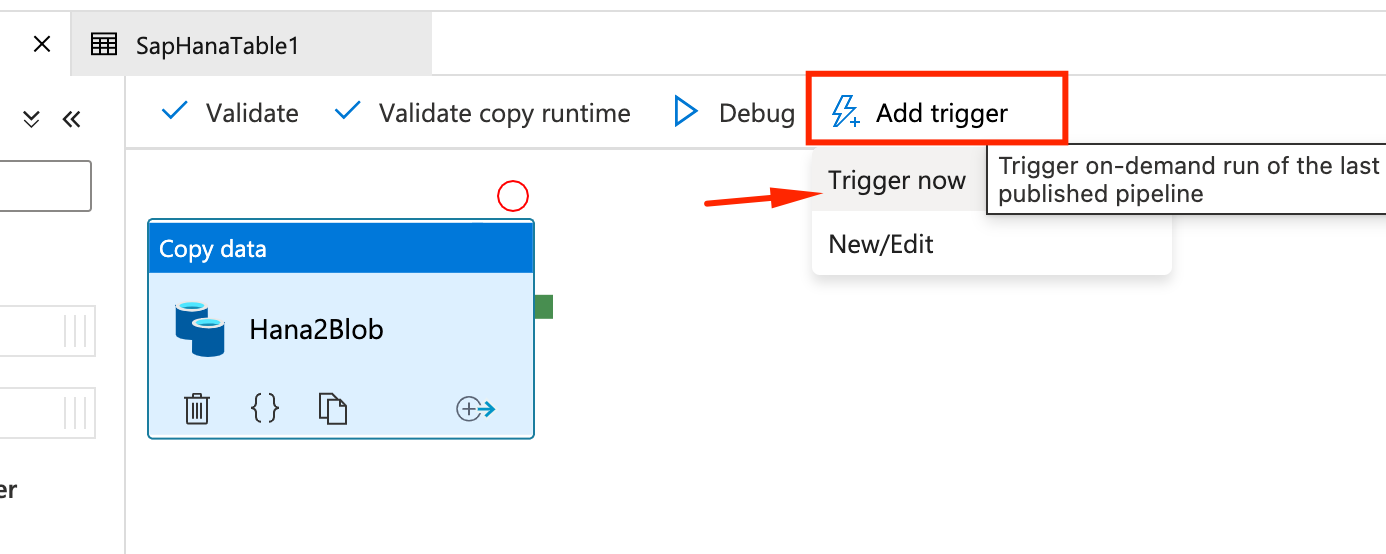 SapHanaTable1
Validate
Validate copy runtime
Debug
Add trigger
Trigger now
Trigger on-demand run of the last
published pipeline
New/Edit
Copy data
Hana2Blob
er